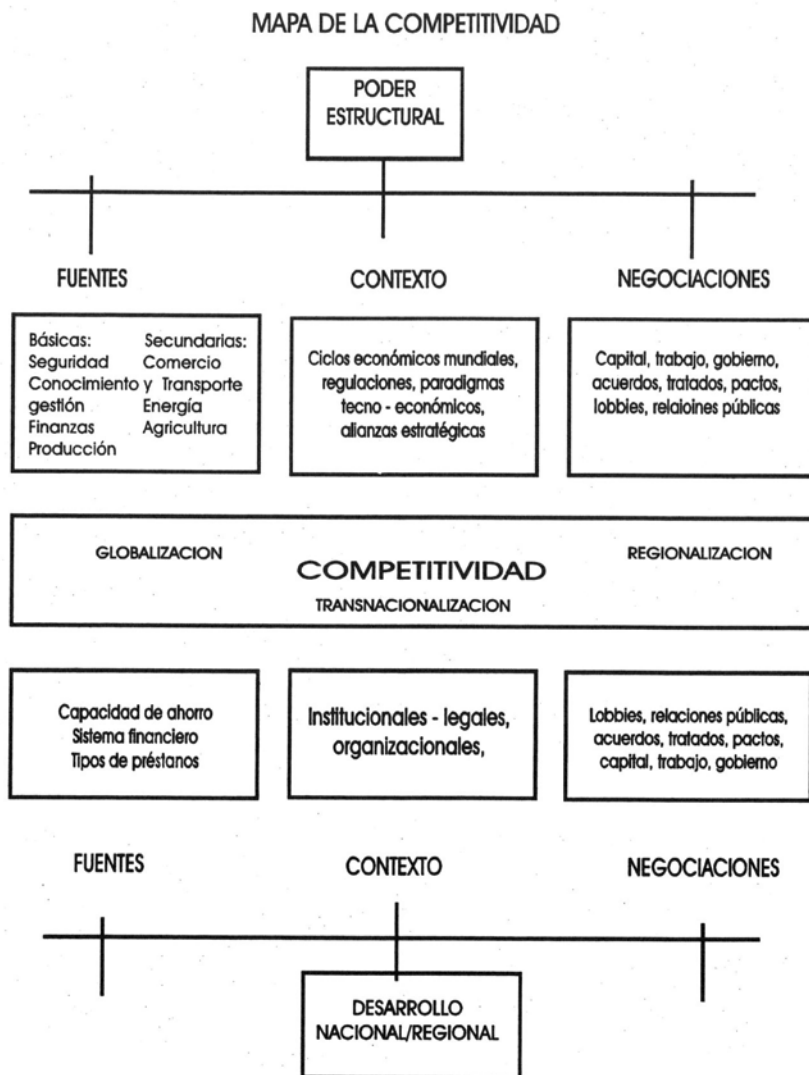 MAPA DE LA COMPETITIVIDAD
PODER
ESTRUCTURAL
FUENTES
CONTEXTO
NEGOCIACIONES
Básicas:
Seguridad
Conocimiento
gestión
Finanzas
Producción
Secundarias:
Comercio
y Transporte
Energía
Agricultura
Ciclos económicos mundiales,
regulaciones, paradigmas
tecno - económicos,
alianzas estratégicas
Capital, trabajo, gobierno,
acuerdos, tratados, pactos,
lobbies, relaioines públicas
GLOBALIZACION
COMPETITIVIDAD
REGIONALIZACION
TRANSNACIONALIZACION
Capacidad de ahorro
Sistema financiero
Tipos de préstanos
Institucionales - legales,
organizacionales,
Lobbies, relaciones públicas,
acuerdos, tratados, pactos,
capital, trabajo, gobierno
FUENTES
CONTEXTO
NEGOCIACIONES
DESARROLLO
NACIONAL/REGIONAL